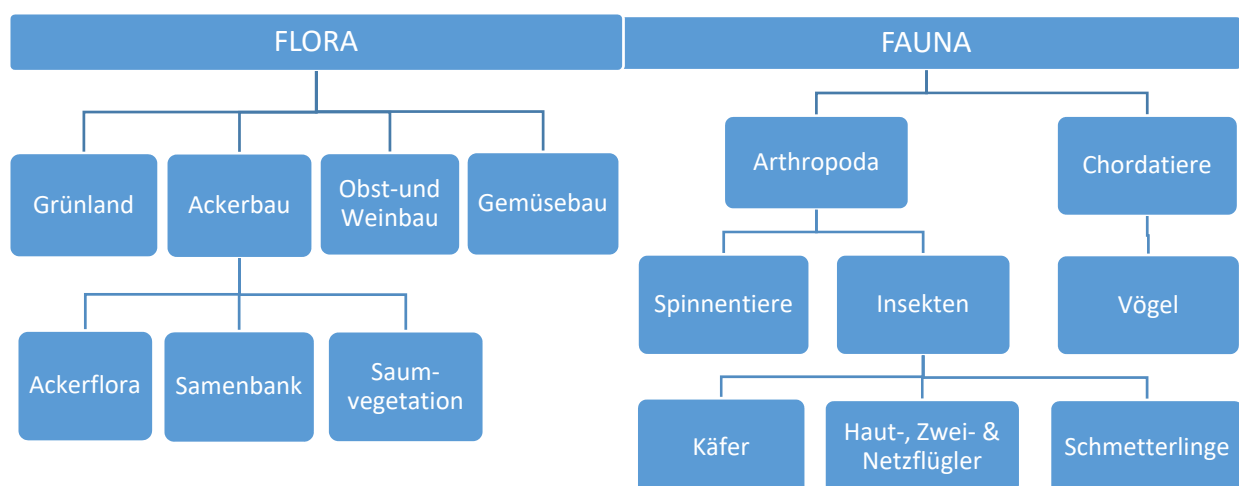 FLORA
FAUNA
Grünland
Ackerbau
Obst-und
Weinbau
Gemüsebau
Arthropoda
Chordatiere
Ackerflora
Samenbank
Saum-
vegetation
Spinnentiere
Insekten
Vögel
Käfer
Haut-, Zwei- &
Netzflügler
Schmetterlinge